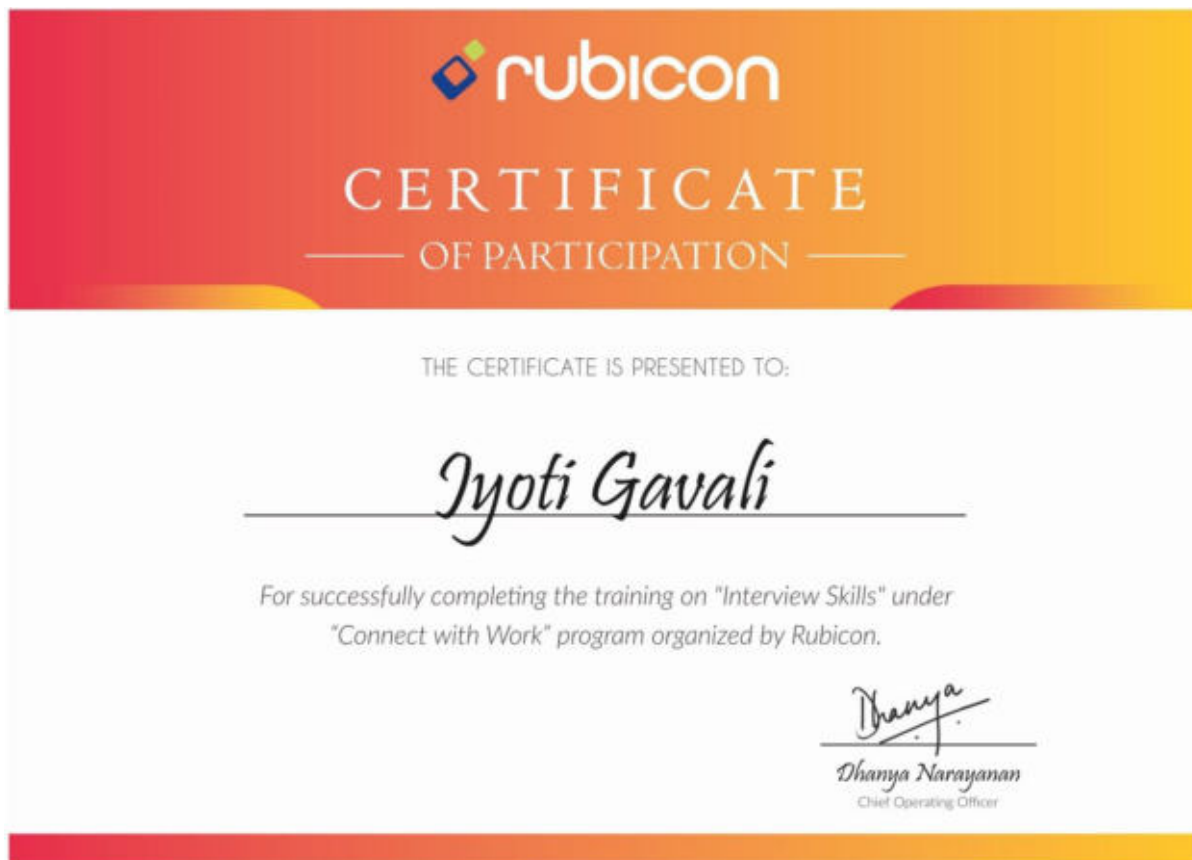 rubicon
CERTIFICATE
OF PARTICIPATION
THE CERTIFICATE IS PRESENTED TO:
Jyoti Gavali
For successfully completing the training on "Interview Skills" under
"Connect with Work" program organized by Rubicon.
Dhanya
Dhanya Narayanan
Chief Operating Officer